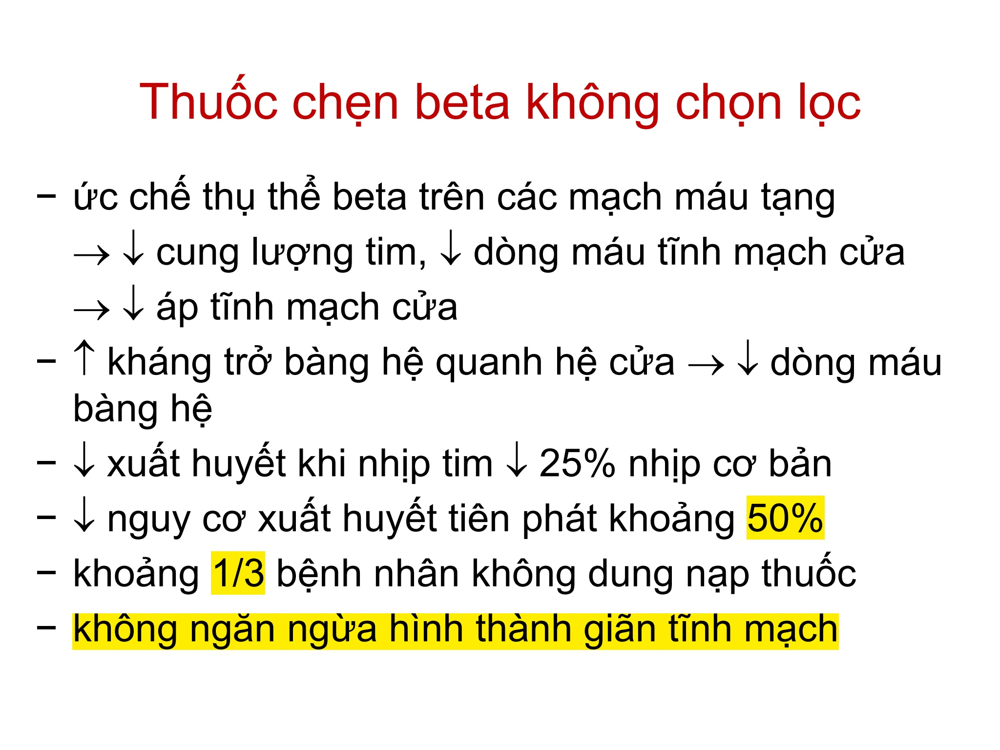 Thuốc chẹn beta không chọn lọc
− ức chế thụ thể beta trên các mạch máu tạng
→ ↓ cung lượng tim, ↓ dòng máu tĩnh mạch cửa
→ ↓ áp tĩnh mạch cửa
− ↑ kháng trở bàng hệ quanh hệ cửa → ↓ dòng máu
bàng hệ
− ↓ xuất huyết khi nhịp tim ↓ 25% nhịp cơ bản
− ↓ nguy cơ xuất huyết tiên phát khoảng 50%
− khoảng 1/3 bệnh nhân không dung nạp thuốc
− không ngăn ngừa hình thành giãn tĩnh mạch